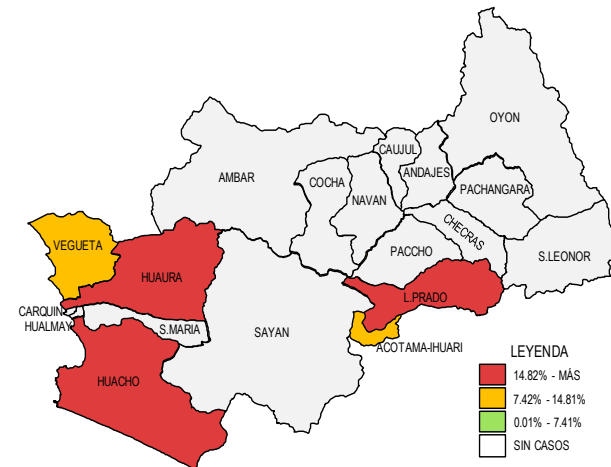 OYON
CAUJUL
ANDAJES
AMBAR
COCHA
NAVAN
PACHANGARA
CHECRAS
VEGUETA
PACCHO
S.LEONOR
HUAURA
L.PRADO
CARQUIN
HUALMAY
S.MARIA
SAYAN
ACOTAMA-IHUARI
HUACHO
LEYENDA
14.82% - MÁS
7.42% - 14.81%
0.01% - 7.41%
SIN CASOS